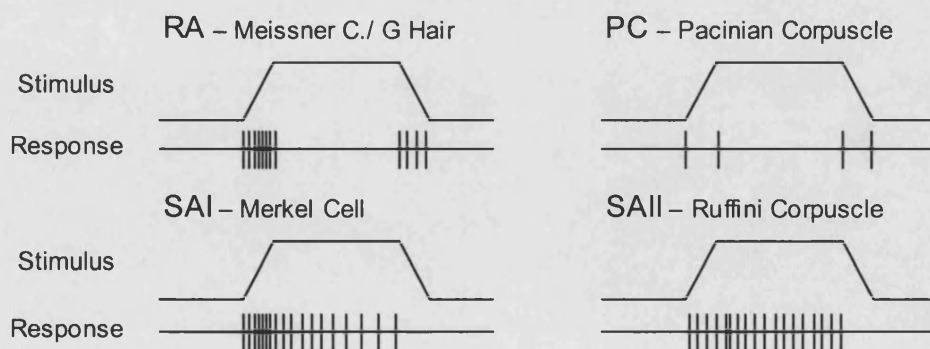 RA – Meissner C./ G Hair
PC – Pacinian Corpuscle
Stimulus
Response
SAI – Merkel Cell
SAII – Ruffini Corpuscle
Stimulus
Response